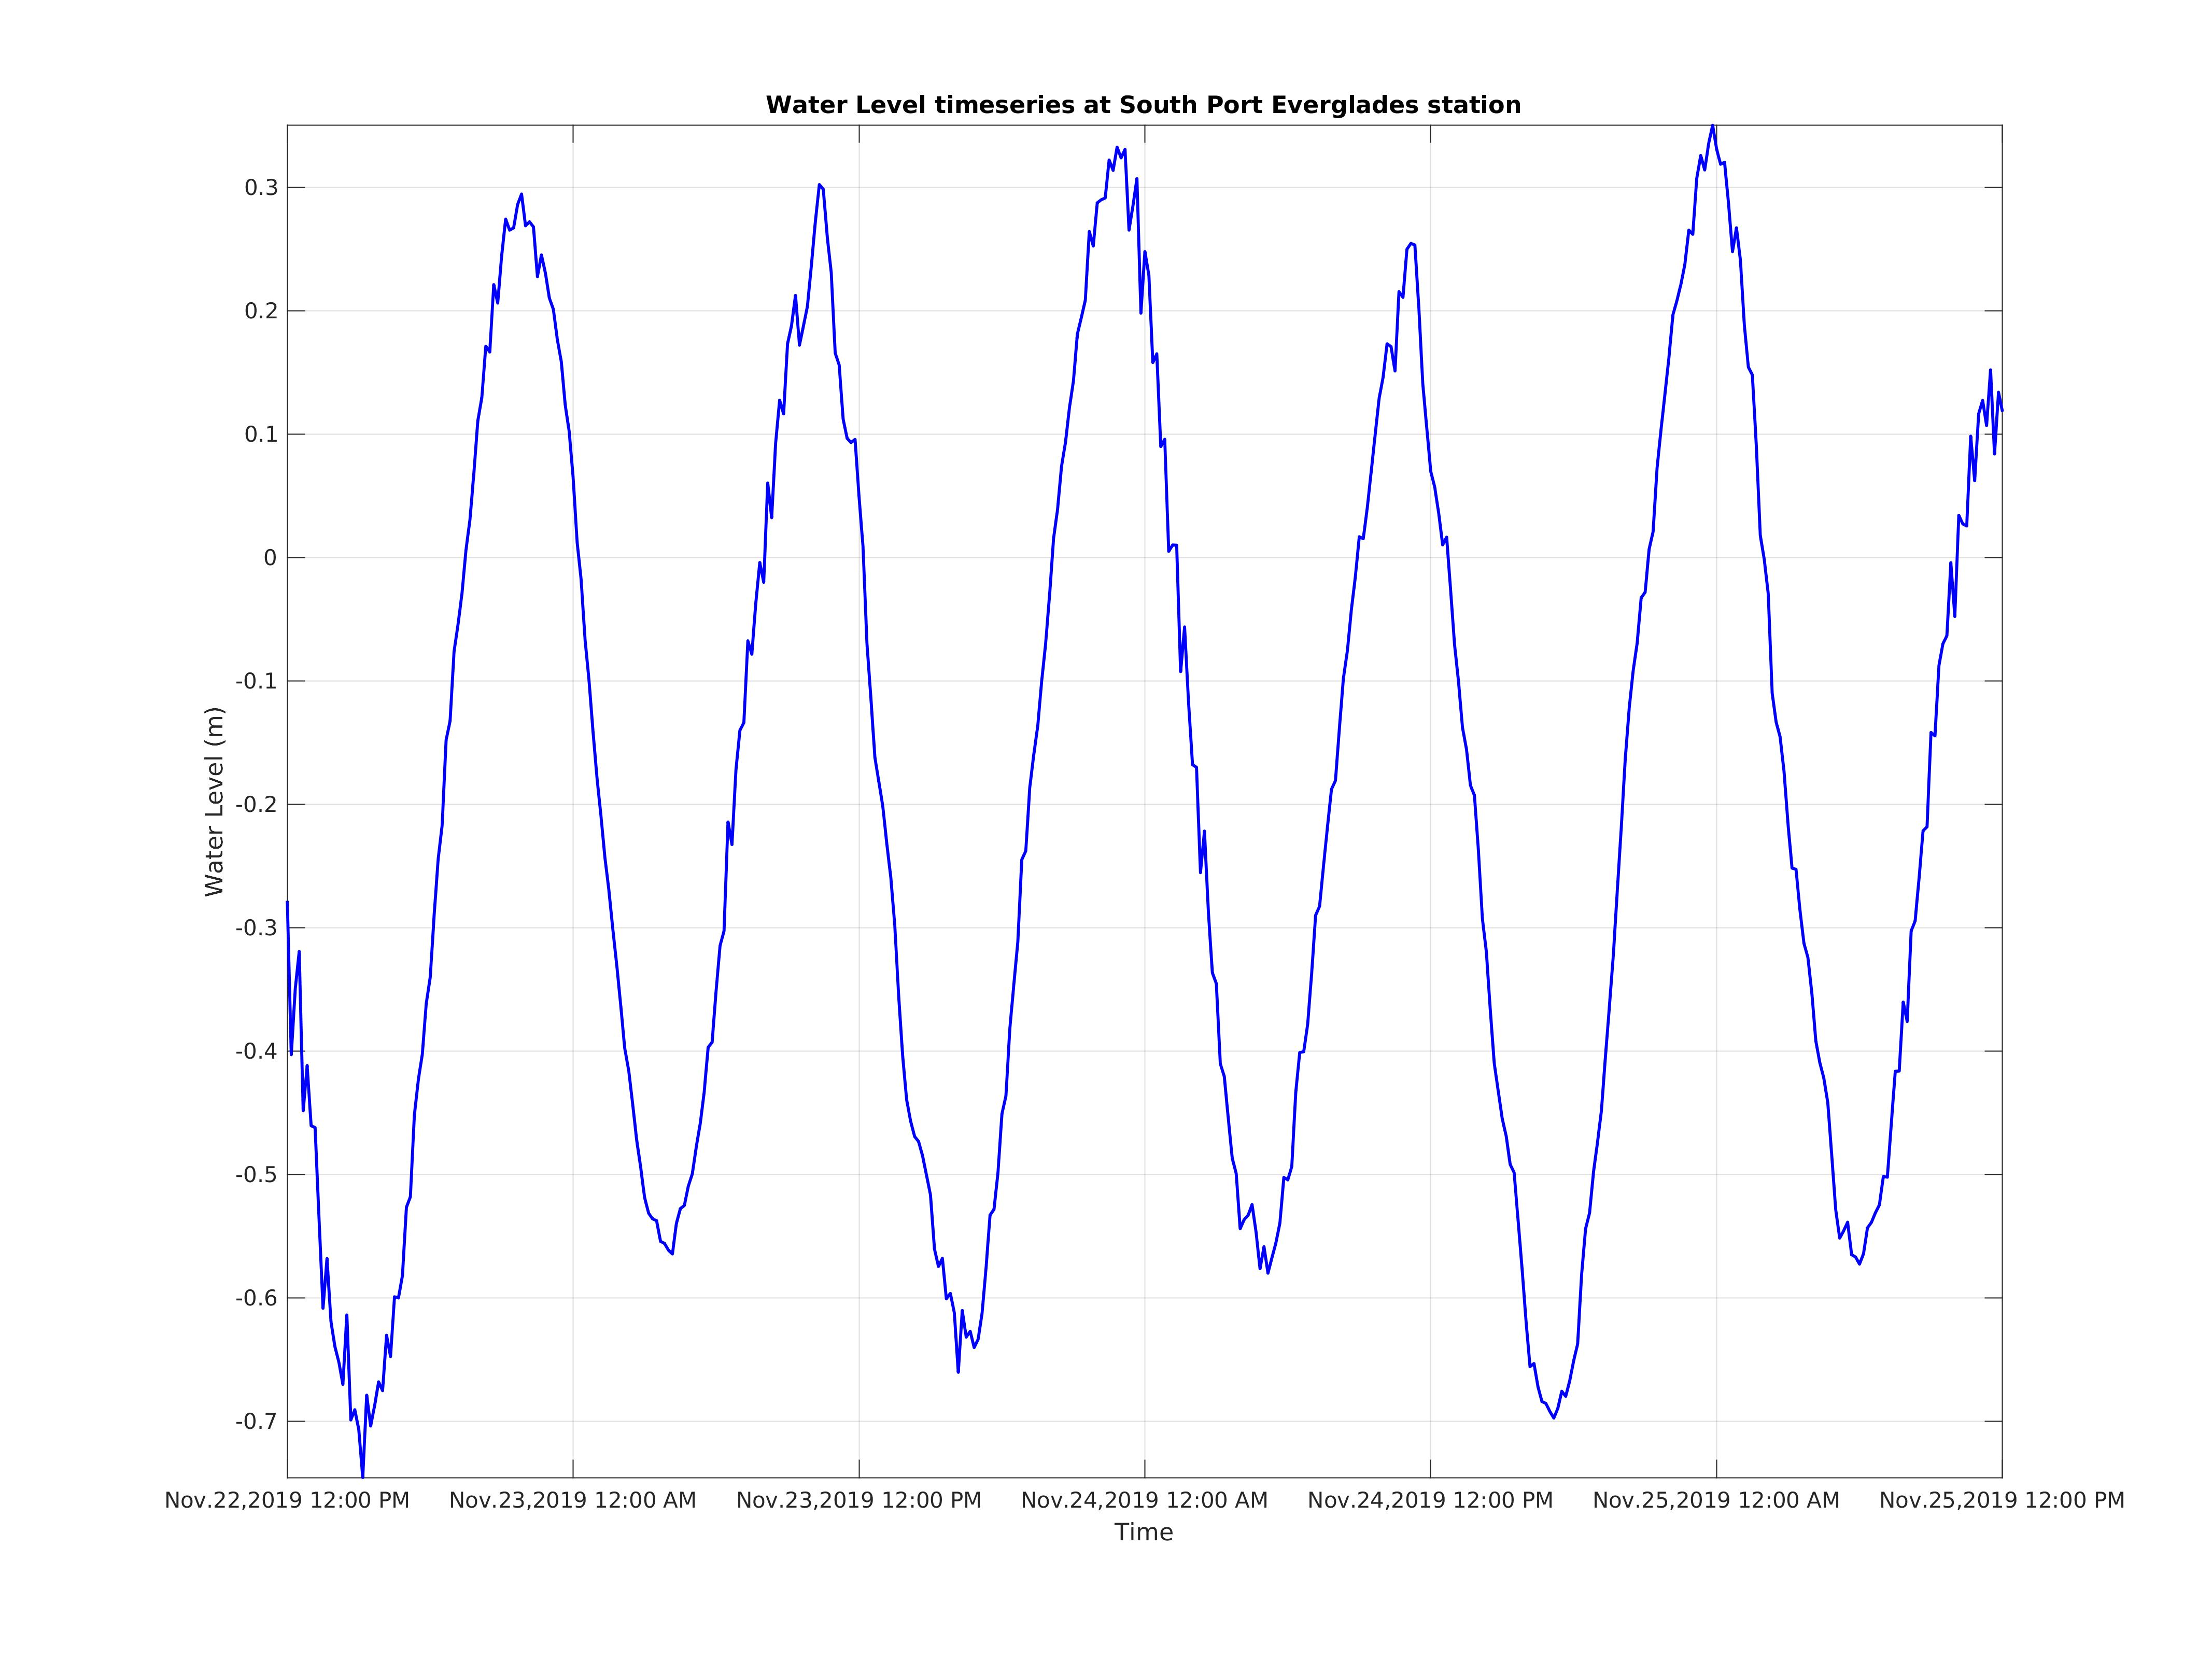 Water Level timeseries at South Port Everglades station
0.3
0.2
0.1
0
-0.1
-0.2
-0.3
-0.4
-0.5
-0.6
-0.7
Water Level (m)
Nov.22,2019 12:00 PM
Nov.23,2019 12:00 AM
Nov.23,2019 12:00 PM
Nov.24,2019 12:00 AM
Nov.24,2019 12:00 PM
Nov.25,2019 12:00 AM
Nov.25,2019 12:00 PM
Time